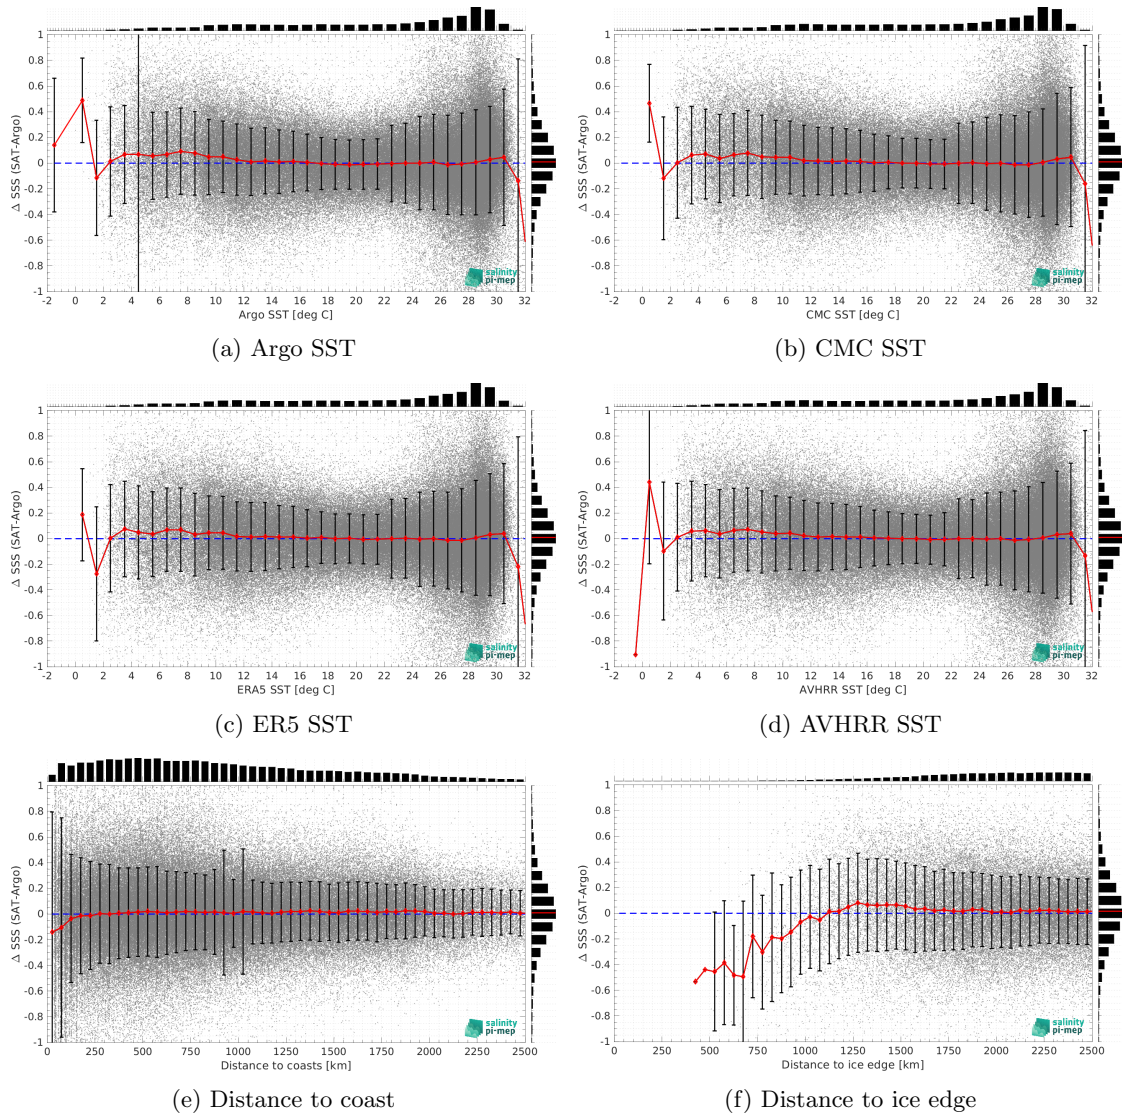 1
0.8
0.6
0.4
0.2
0
-0.2
-0.4
-0.6
-0.8
-1
Δ SSS (SAT-Argo)
salinity
pi-mep
-2 0 2 4 6 8 10 12 14 16 18 20 22 24 26 28 30 32
Argo SST [deg C]
(a) Argo SST
1
0.8
0.6
0.4
0.2
0
-0.2
-0.4
-0.6
-0.8
-1
Δ SSS (SAT-Argo)
salinity
pi-mep
-2 0 2 4 6 8 10 12 14 16 18 20 22 24 26 28 30 32
CMC SST [deg C]
(b) CMC SST
1
0.8
0.6
0.4
0.2
0
-0.2
-0.4
-0.6
-0.8
-1
Δ SSS (SAT-Argo)
salinity
pi-mep
-2 0 2 4 6 8 10 12 14 16 18 20 22 24 26 28 30 32
ERA5 SST [deg C]
(c) ER5 SST
1
0.8
0.6
0.4
0.2
0
-0.2
-0.4
-0.6
-0.8
-1
Δ SSS (SAT-Argo)
salinity
pi-mep
-2 0 2 4 6 8 10 12 14 16 18 20 22 24 26 28 30 32
AVHRR SST [deg C]
(d) AVHRR SST
1
0.8
0.6
0.4
0.2
0
-0.2
-0.4
-0.6
-0.8
-1
Δ SSS (SAT-Argo)
salinity
pi-mep
0 250 500 750 1000 1250 1500 1750 2000 2250 2500
Distance to coasts [km]
(e) Distance to coast
1
0.8
0.6
0.4
0.2
0
-0.2
-0.4
-0.6
-0.8
-1
Δ SSS (SAT-Argo)
salinity
pi-mep
0 250 500 750 1000 1250 1500 1750 2000 2250 2500
Distance to ice edge [km]
(f) Distance to ice edge